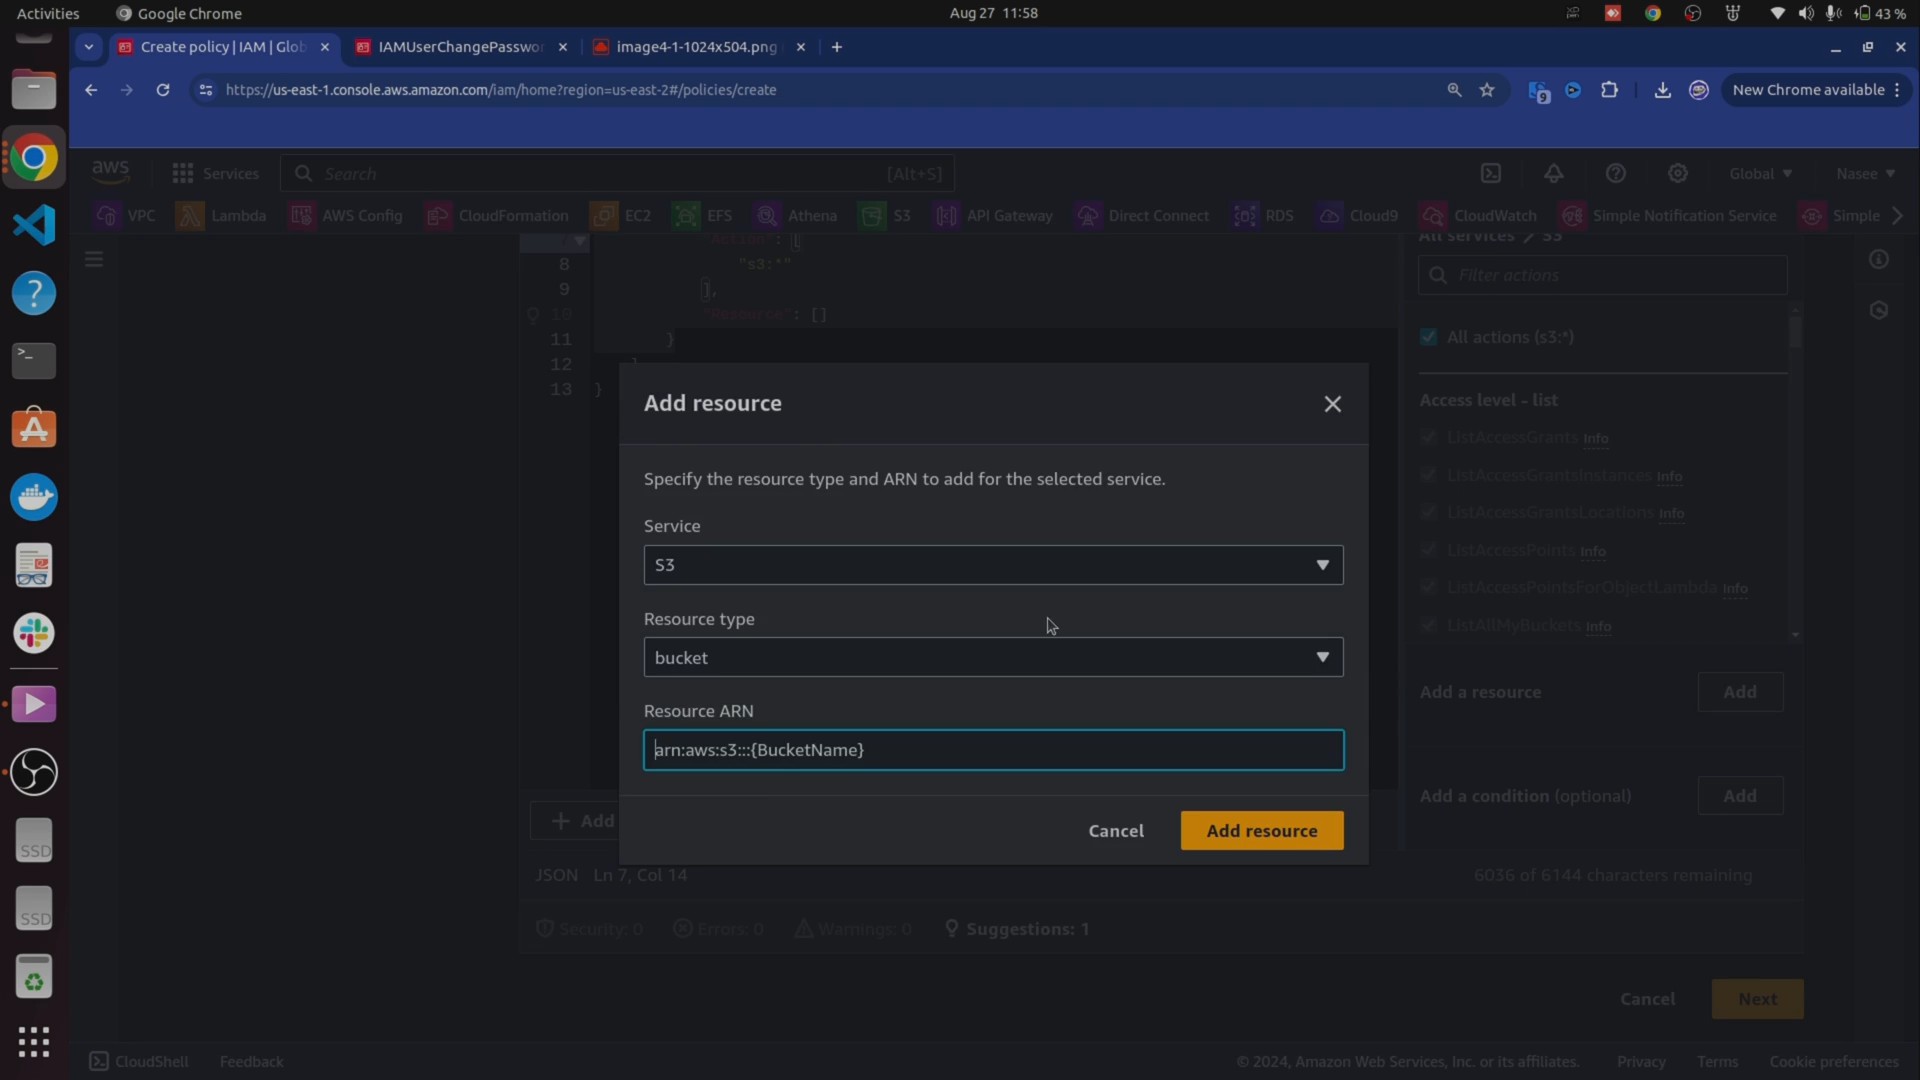 Activities
Google Chrome
Aug 27 11:58
43 %
Create policy | IAM | Glob
IAMUserChangePasswor
image4-1-1024x504.png
https://us-east-1.console.aws.amazon.com/iam/home?region=us-east-2#/policies/create
9
New Chrome available
aws
Services
Search
[Alt+S]
Global
Nasee
VPC
Lambda
AWS Config
CloudFormation
EC2
EFS
Athena
S3
API Gateway
Direct Connect
RDS
Cloud9
CloudWatch
Simple Notification Service
Simple
7 "Action": [
8 "s3:*"
9 ],
10 "Resource": []
11 }
12 ]
13 }
All services > S3
Filter actions
All actions (s3:*)
Access level - list
ListAccessGrants Info
ListAccessGrantsInstances Info
ListAccessGrantsLocations Info
ListAccessPoints Info
ListAccessPointsForObjectLambda Info
ListAllMyBuckets Info
Add a resource
Add
Add a condition (optional)
Add
Add resource
Specify the resource type and ARN to add for the selected service.
Service
S3
Resource type
bucket
Resource ARN
arn:aws:s3:::{BucketName}
Cancel
Add resource
+ Add
JSON Ln 7, Col 14
6036 of 6144 characters remaining
Security: 0
Errors: 0
Warnings: 0
Suggestions: 1
Cancel
Next
SSD
SSD
CloudShell
Feedback
© 2024, Amazon Web Services, Inc. or its affiliates.
Privacy
Terms
Cookie preferences